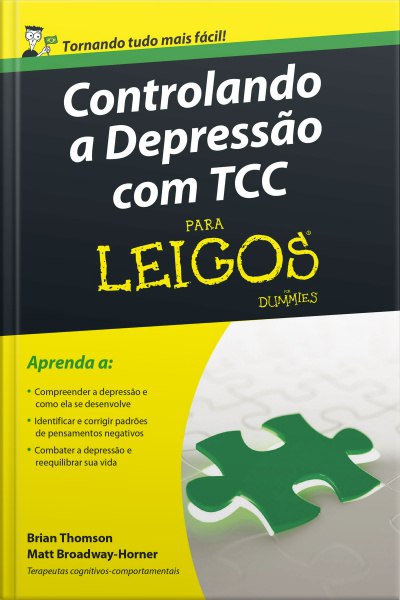 Tornando tudo mais fácil!
Controlando
a Depressão
com TCC
PARA
LEIGOS®
FOR
DUMMIES
Aprenda a:
• Compreender a depressão e
como ela se desenvolve
• Identificar e corrigir padrões
de pensamentos negativos
• Combater a depressão e
reequilibrar sua vida
Brian Thomson
Matt Broadway-Horner
Terapeutas cognitivos-comportamentais